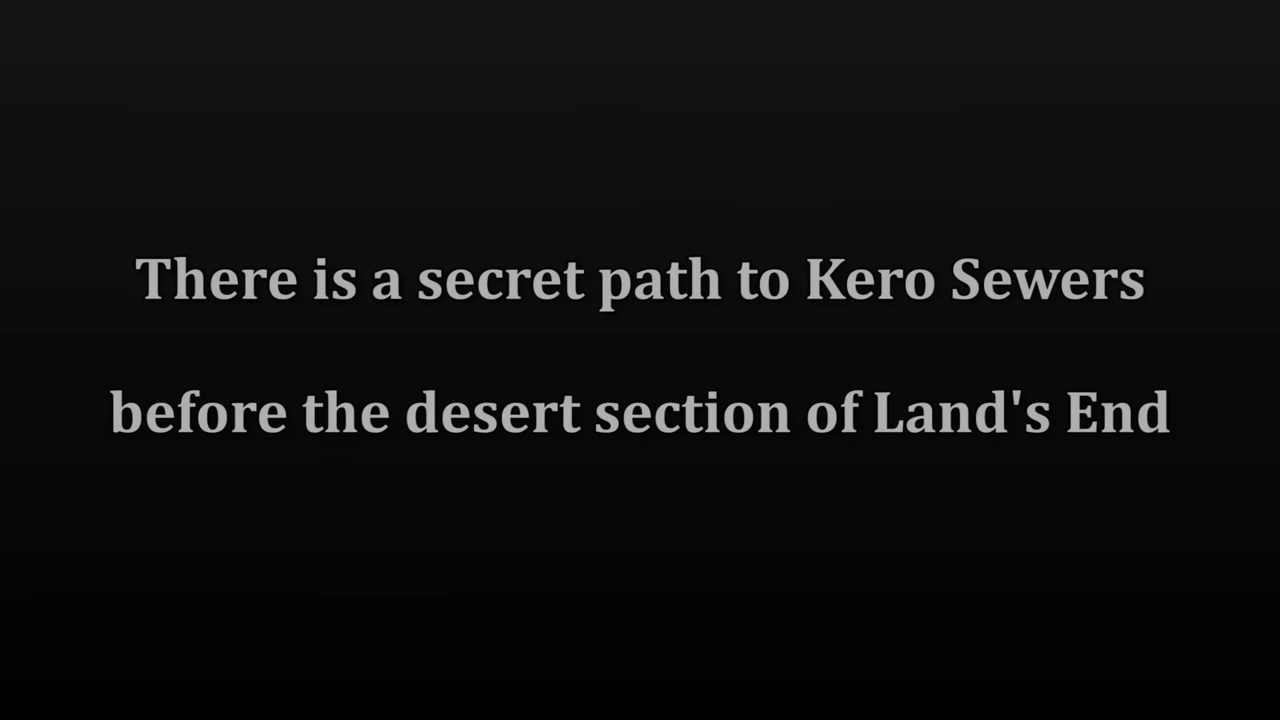 There is a secret path to Kero Sewers
before the desert section of Land's End